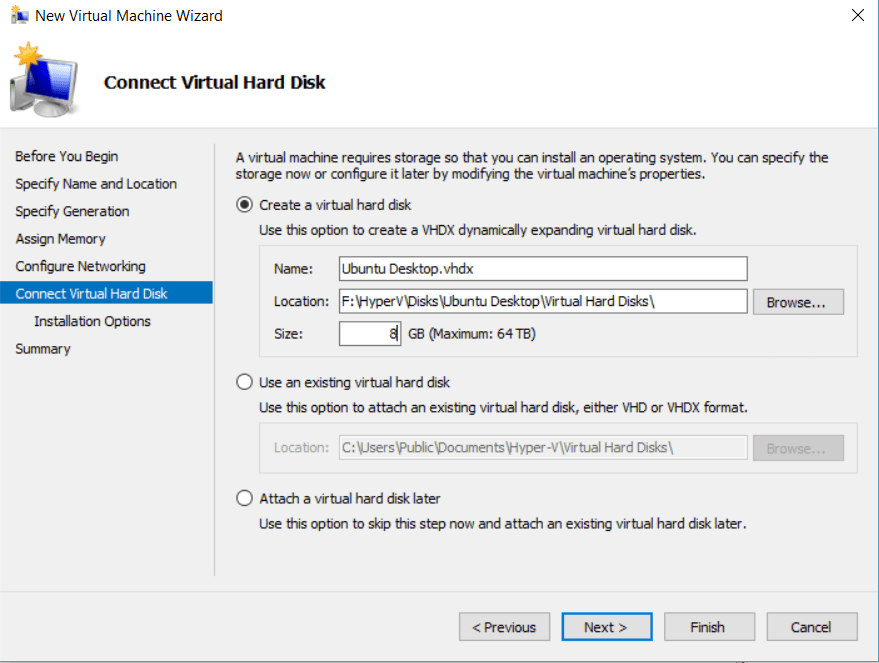 New Virtual Machine Wizard
Connect Virtual Hard Disk
Before You Begin
Specify Name and Location
Specify Generation
Assign Memory
Configure Networking
Connect Virtual Hard Disk
Installation Options
Summary
A virtual machine requires storage so that you can install an operating system. You can specify the
storage now or configure it later by modifying the virtual machine's properties.
Create a virtual hard disk
Use this option to create a VHDX dynamically expanding virtual hard disk.
Name: Ubuntu Desktop.vhdx
Location: F:\HyperV\Disks\Ubuntu Desktop\Virtual Hard Disks\ Browse...
Size: 8 GB (Maximum: 64 TB)
Use an existing virtual hard disk
Use this option to attach an existing virtual hard disk, either VHD or VHDX format.
Location: C:\Users\Public\Documents\Hyper-V\Virtual Hard Disks\ Browse...
Attach a virtual hard disk later
Use this option to skip this step now and attach an existing virtual hard disk later.
< Previous Next > Finish Cancel